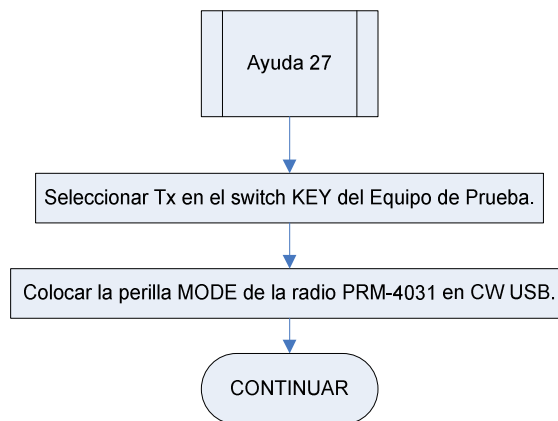 Ayuda 27
Seleccionar Tx en el switch KEY del Equipo de Prueba.
Colocar la perilla MODE de la radio PRM-4031 en CW USB.
CONTINUAR